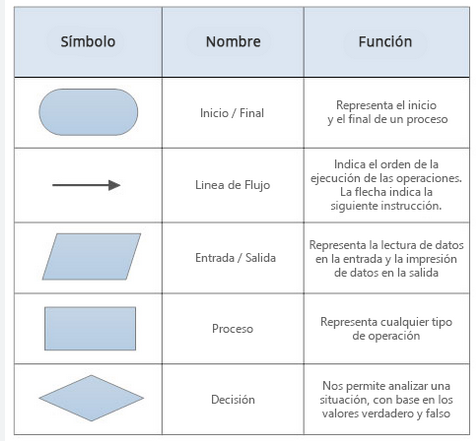 Símbolo
Nombre
Función
Inicio / Final
Representa el inicio
y el final de un proceso
Linea de Flujo
Indica el orden de la
ejecución de las operaciones.
La flecha indica la
siguiente instrucción.
Entrada / Salida
Representa la lectura de datos
en la entrada y la impresión
de datos en la salida
Proceso
Representa cualquier tipo
de operación
Decisión
Nos permite analizar una
situación, con base en los
valores verdadero y falso